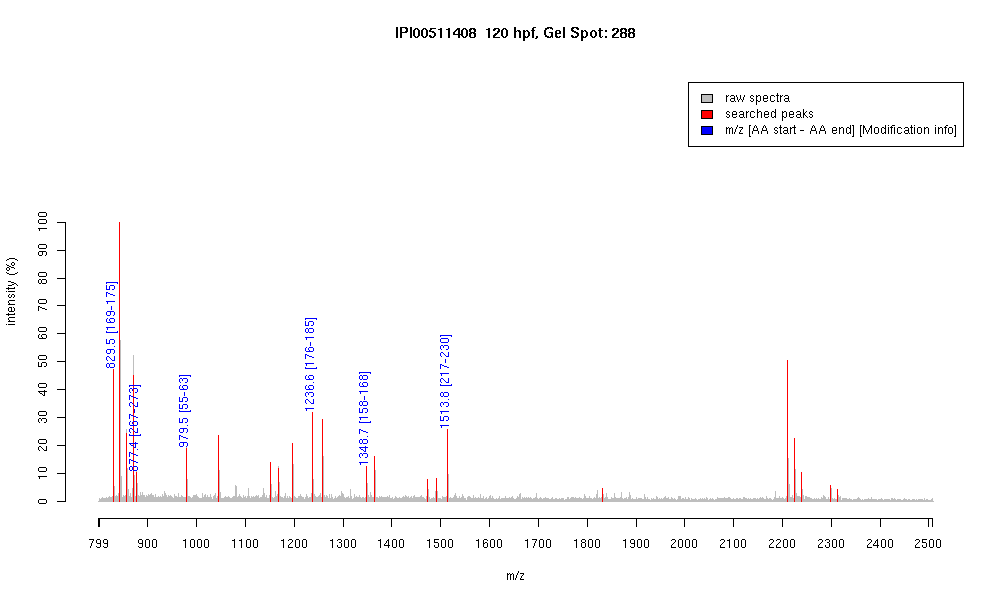 IPI00511408 120 hpf, Gel Spot: 288
raw spectra
searched peaks
m/z [AA start - AA end] [Modification info]
intensity (%)
100
90
80
70
60
50
40
30
20
10
0
829.5 [169-175]
877.4 [267-273]
979.5 [55-63]
1236.6 [176-185]
1348.7 [158-168]
1513.8 [217-230]
799 900 1000 1100 1200 1300 1400 1500 1600 1700 1800 1900 2000 2100 2200 2300 2400 2500
m/z